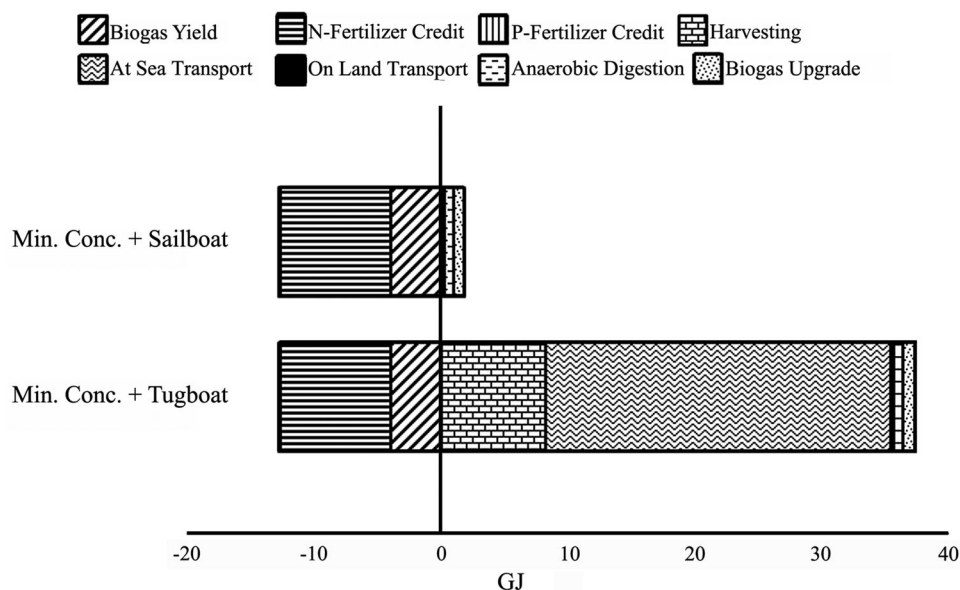 Biogas Yield N-Fertilizer Credit P-Fertilizer Credit Harvesting
At Sea Transport On Land Transport Anaerobic Digestion Biogas Upgrade
Min. Conc. + Sailboat
Min. Conc. + Tugboat
-20 -10 0 10 20 30 40
GJ